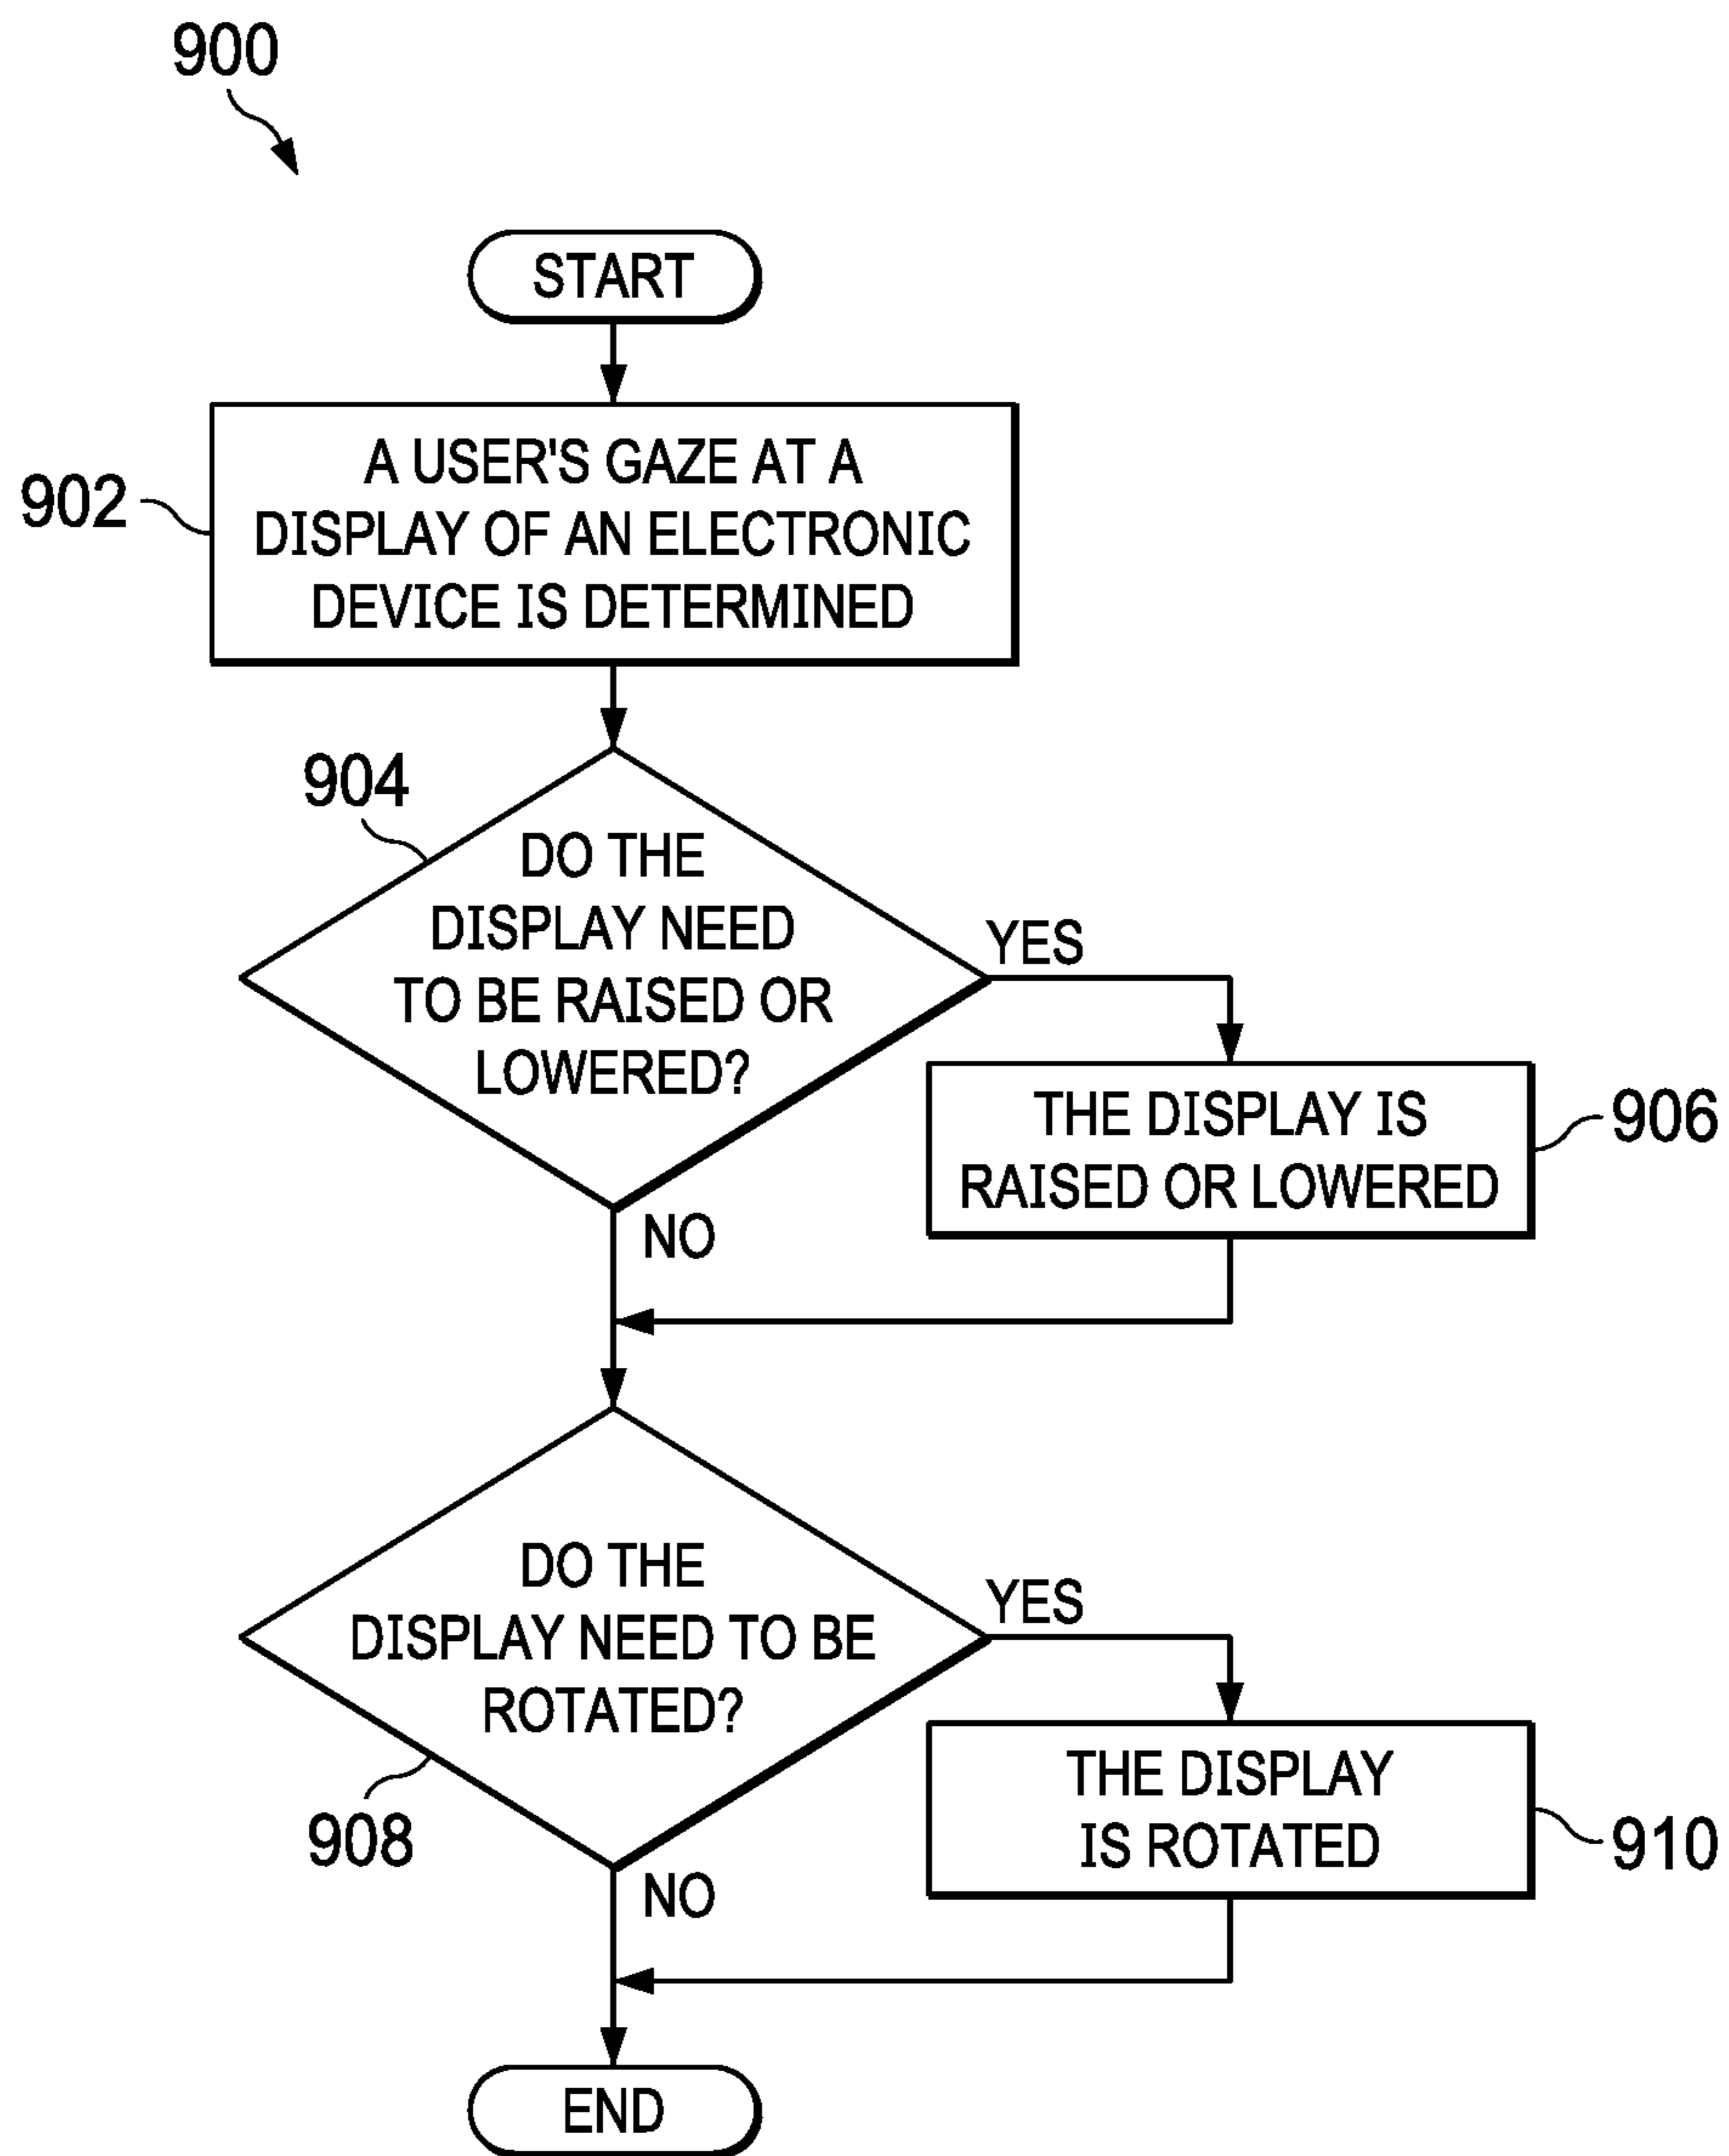 900
START
902
A USER'S GAZE AT A
DISPLAY OF AN ELECTRONIC
DEVICE IS DETERMINED
904
DO THE
DISPLAY NEED
TO BE RAISED OR
LOWERED?
YES
THE DISPLAY IS
RAISED OR LOWERED
906
NO
DO THE
DISPLAY NEED TO BE
ROTATED?
YES
908
THE DISPLAY
IS ROTATED
910
NO
END